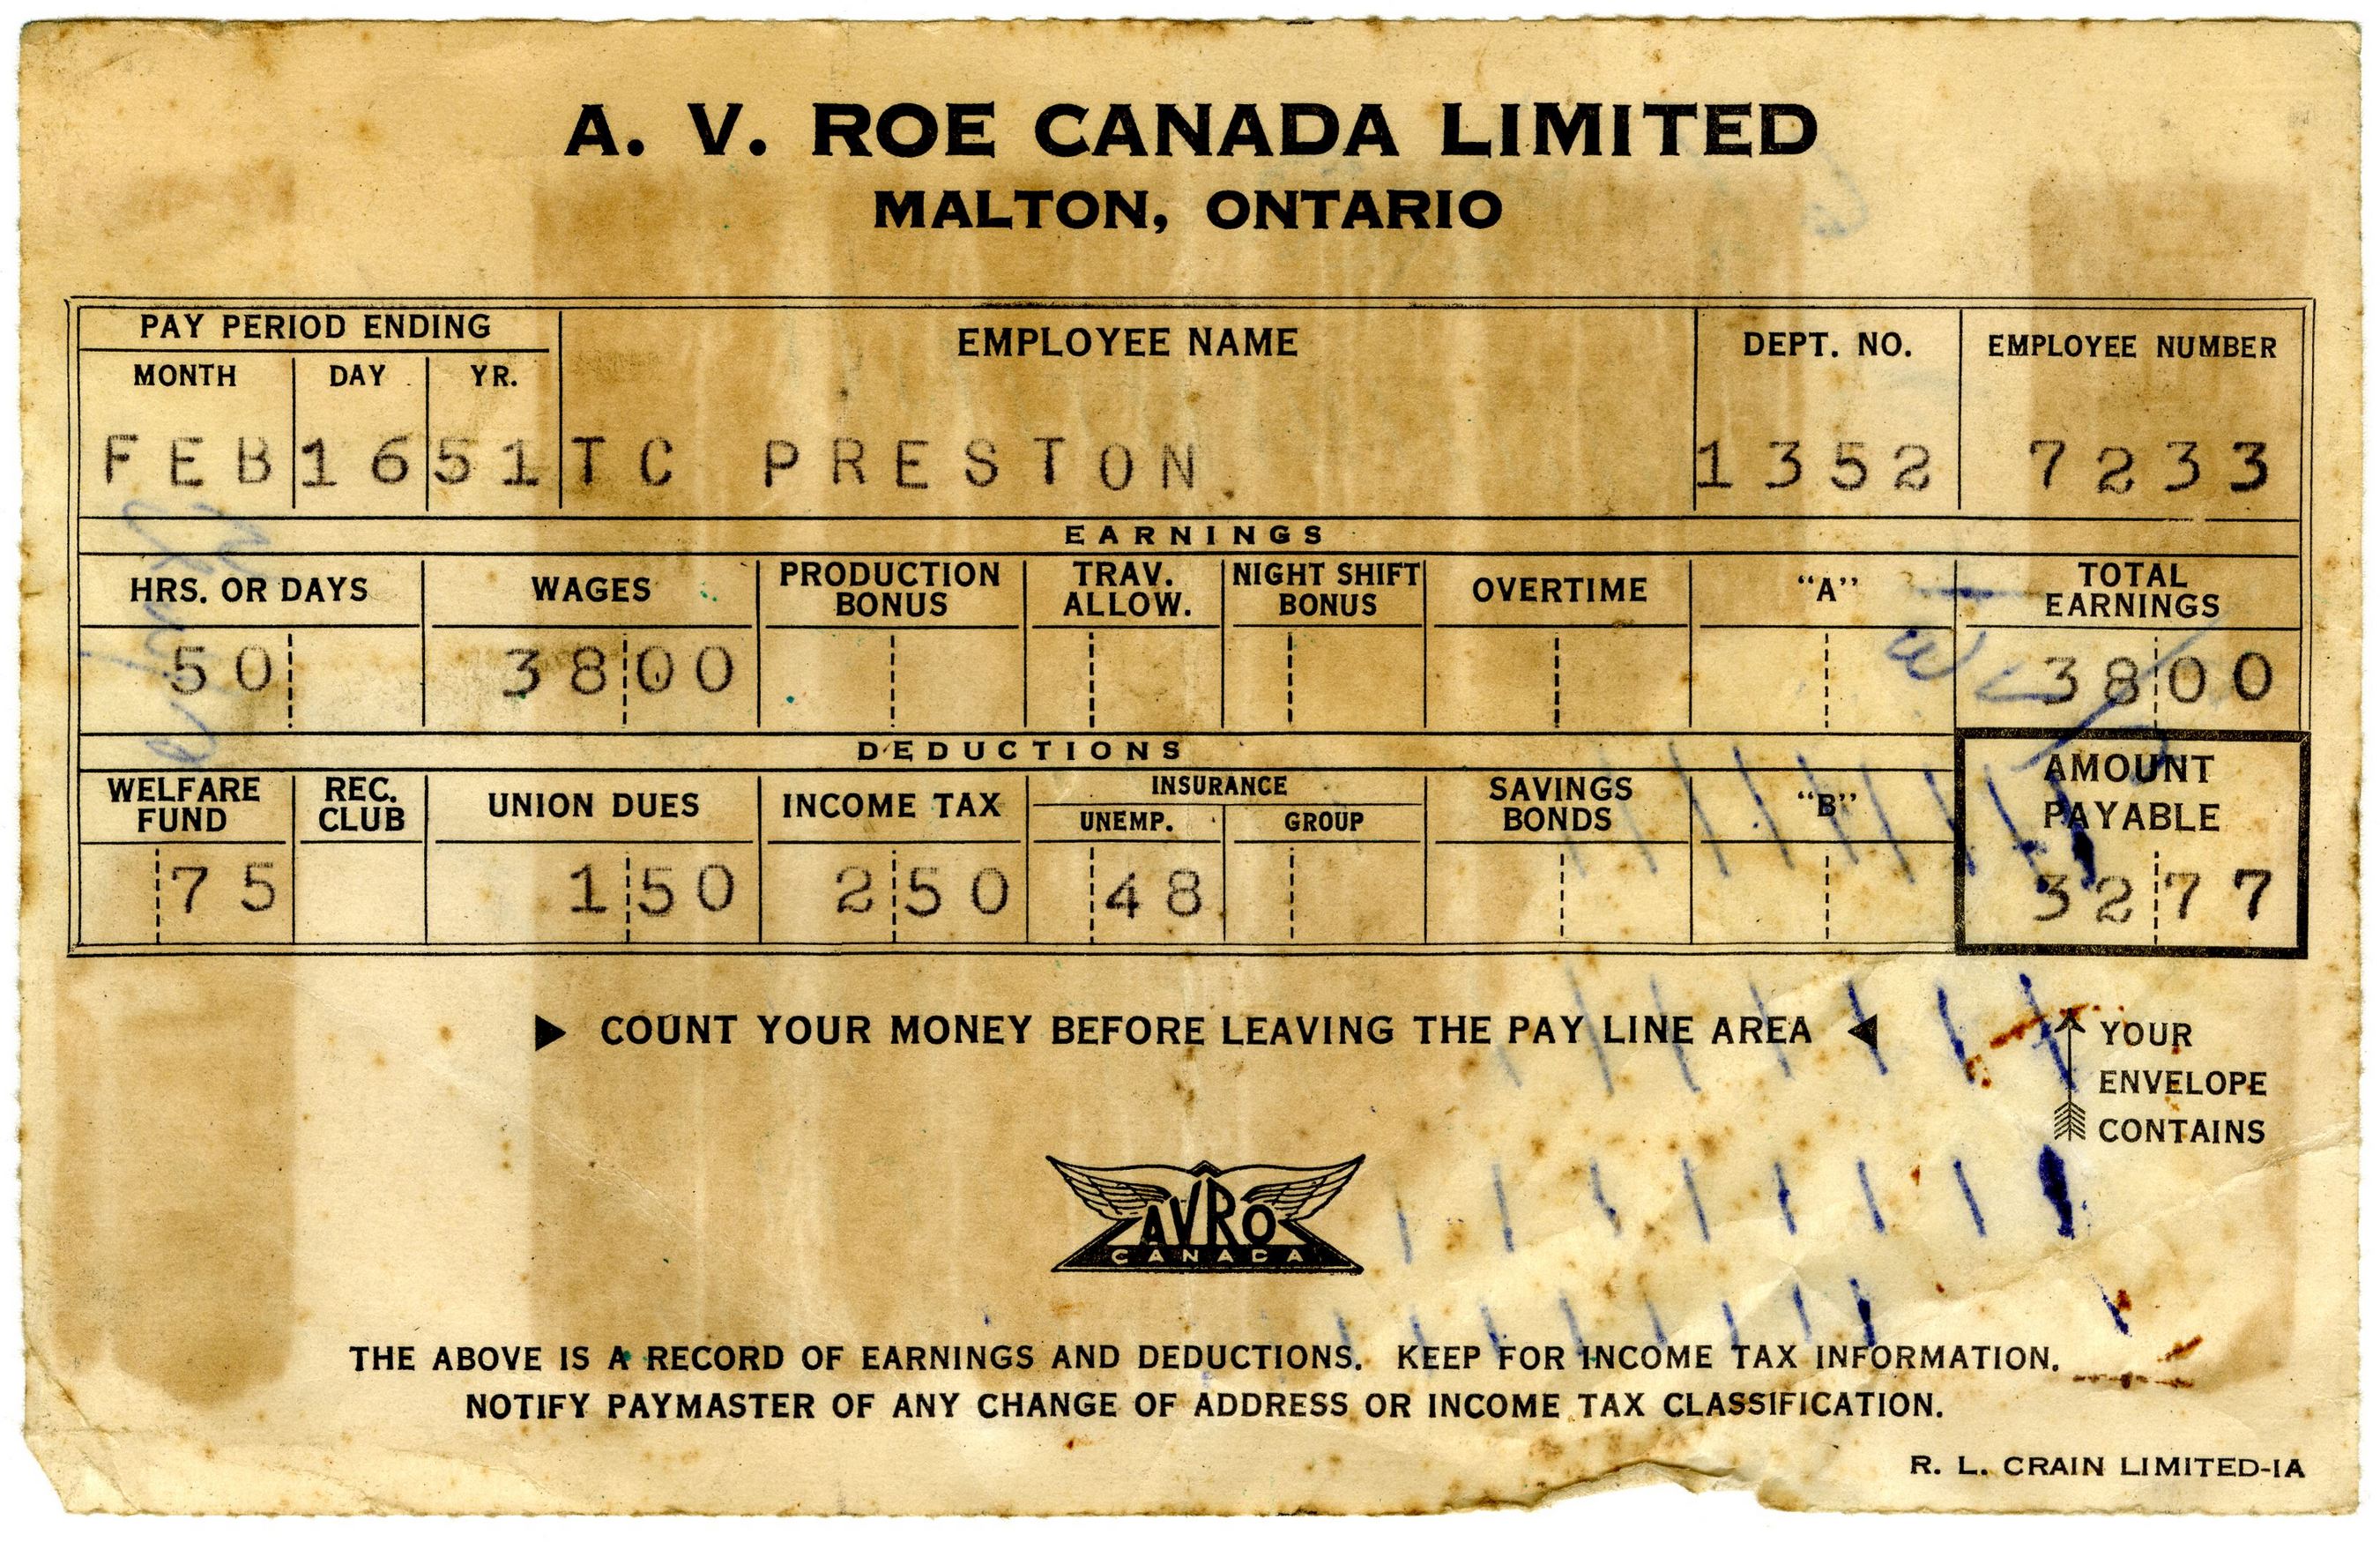 A. V. ROE CANADA LIMITED
MALTON, ONTARIO
PAY PERIOD ENDING EMPLOYEE NAME DEPT. NO. EMPLOYEE NUMBER
MONTH DAY YR.
FEB 16 51 TC PRESTON 1352 7233
EARNINGS
HRS. OR DAYS WAGES PRODUCTION BONUS TRAV. ALLOW. NIGHT SHIFT BONUS OVERTIME "A" TOTAL EARNINGS
50 38 00 38 00
DEDUCTIONS
WELFARE FUND REC. CLUB UNION DUES INCOME TAX INSURANCE UNEMP. GROUP SAVINGS BONDS "B" AMOUNT PAYABLE
75 1 50 2 50 48 32 77
COUNT YOUR MONEY BEFORE LEAVING THE PAY LINE AREA
YOUR
ENVELOPE
CONTAINS
AVRO
CANADA
THE ABOVE IS A RECORD OF EARNINGS AND DEDUCTIONS. KEEP FOR INCOME TAX INFORMATION.
NOTIFY PAYMASTER OF ANY CHANGE OF ADDRESS OR INCOME TAX CLASSIFICATION.
R. L. CRAIN LIMITED-1A